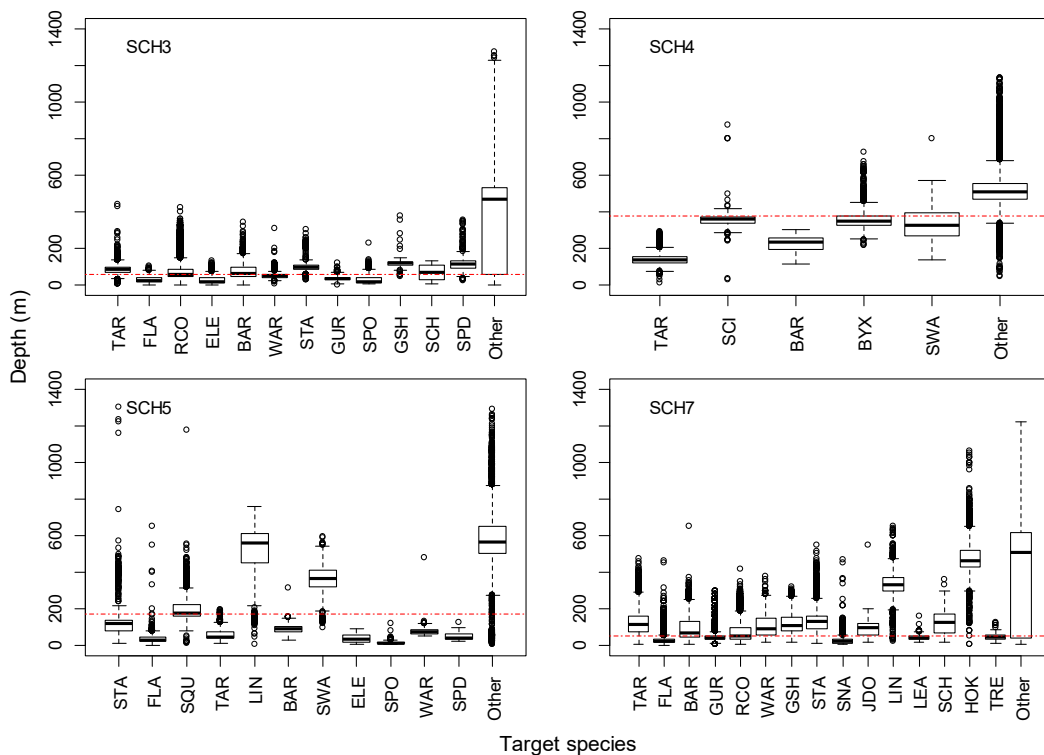 SCH3
1400
1000
600
200
0
TAR FLA RCO ELE BAR WAR STA GUR SPO GSH SCH SPD Other
SCH4
1400
1000
600
200
0
TAR SCI BAR BYX SWA Other
Depth (m)
SCH5
1400
1000
600
200
0
STA FLA SQU TAR LIN BAR SWA ELE SPO WAR SPD Other
SCH7
1400
1000
600
200
0
TAR FLA BAR GUR RCO WAR GSH STA SNA JDO LIN LEA SCH HOK TRE Other
Target species